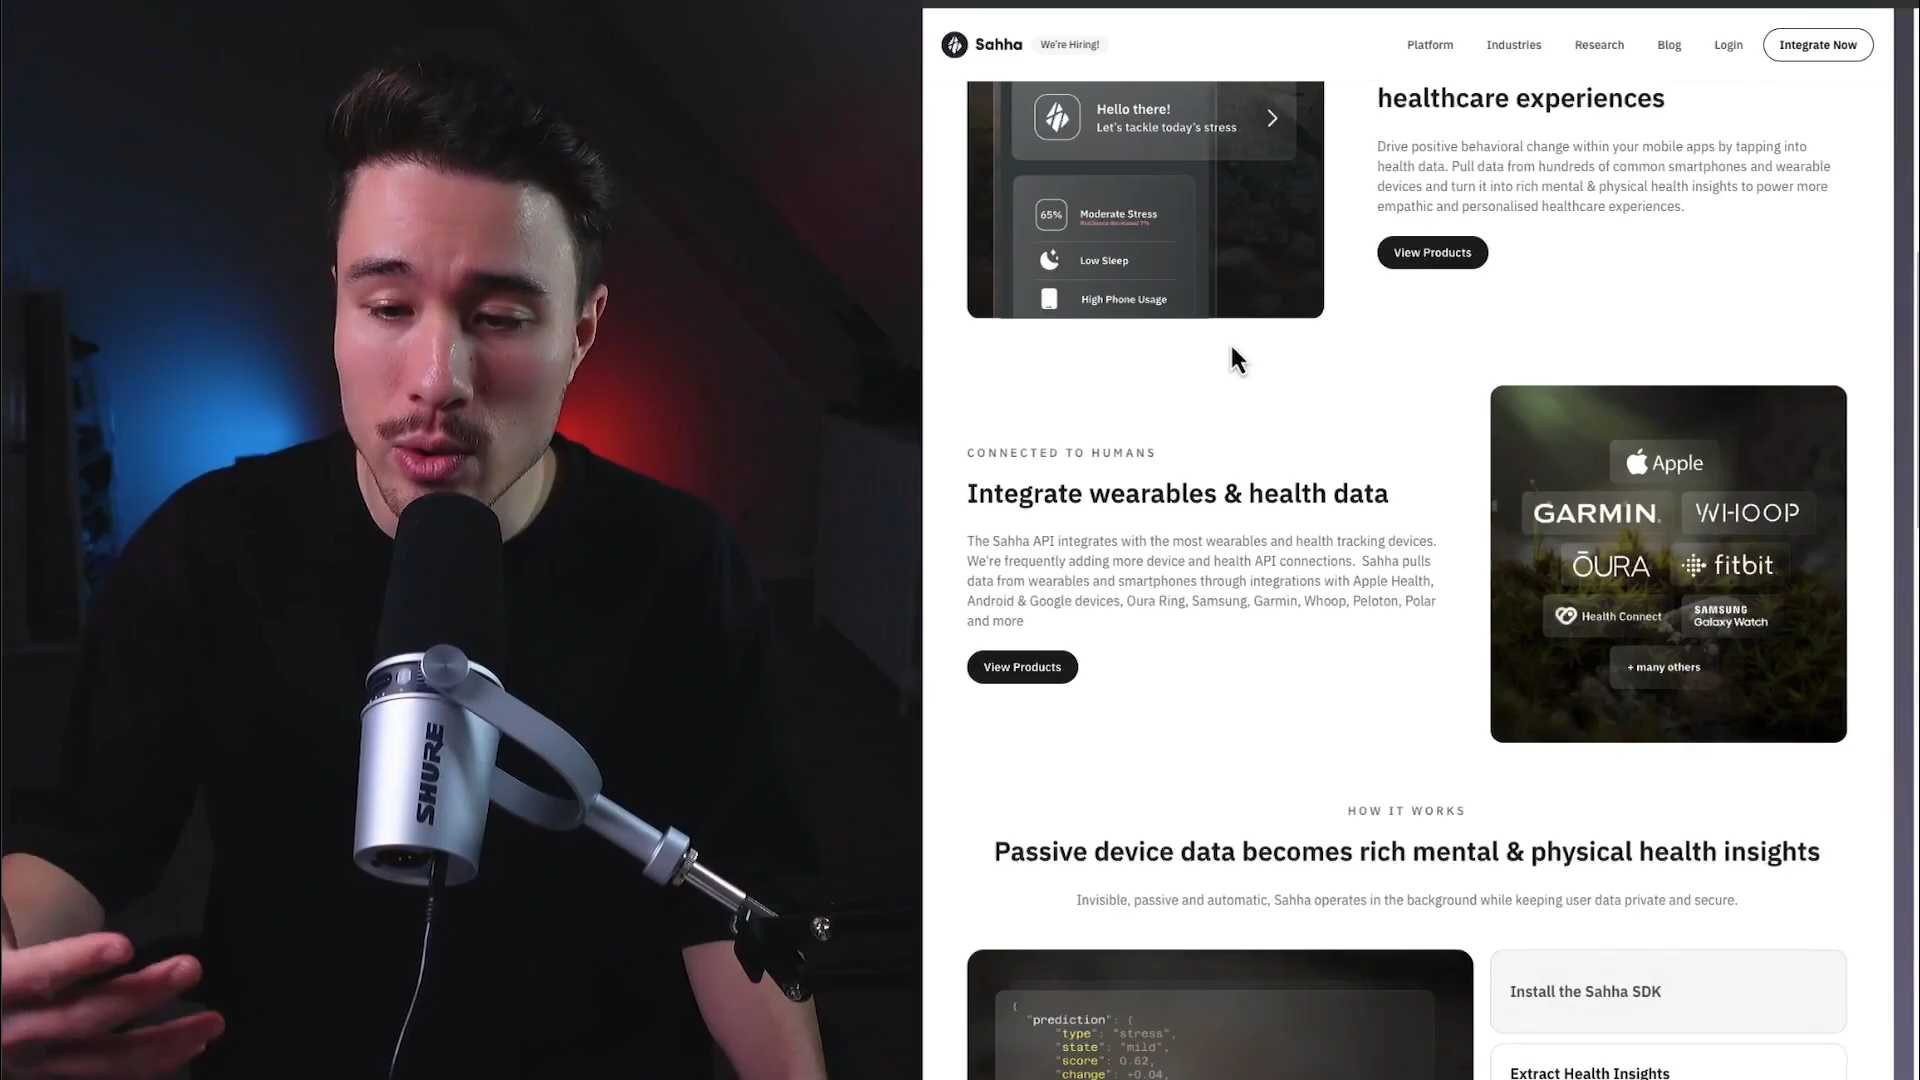 Sahha
We're Hiring!
Platform
Industries
Research
Blog
Login
Integrate Now
Hello there!
Let's tackle today's stress
65%
Moderate Stress
Low Sleep
High Phone Usage
healthcare experiences
Drive positive behavioral change within your mobile apps by tapping into
health data. Pull data from hundreds of common smartphones and wearable
devices and turn it into rich mental & physical health insights to power more
empathic and personalised healthcare experiences.
View Products
CONNECTED TO HUMANS
Integrate wearables & health data
The Sahha API integrates with the most wearables and health tracking devices.
We're frequently adding more device and health API connections. Sahha pulls
data from wearables and smartphones through integrations with Apple Health,
Android & Google devices, Oura Ring, Samsung, Garmin, Whoop, Peloton, Polar
and more
View Products
Apple
GARMIN
WHOOP
ŌURA
fitbit
Health Connect
SAMSUNG
Galaxy Watch
+ many others
HOW IT WORKS
Passive device data becomes rich mental & physical health insights
Invisible, passive and automatic, Sahha operates in the background while keeping user data private and secure.
{
"prediction": {
"type": "stress",
"state": "mild",
"score": 0.62,
"change": +0.04,
Install the Sahha SDK
Extract Health Insights
SHURE